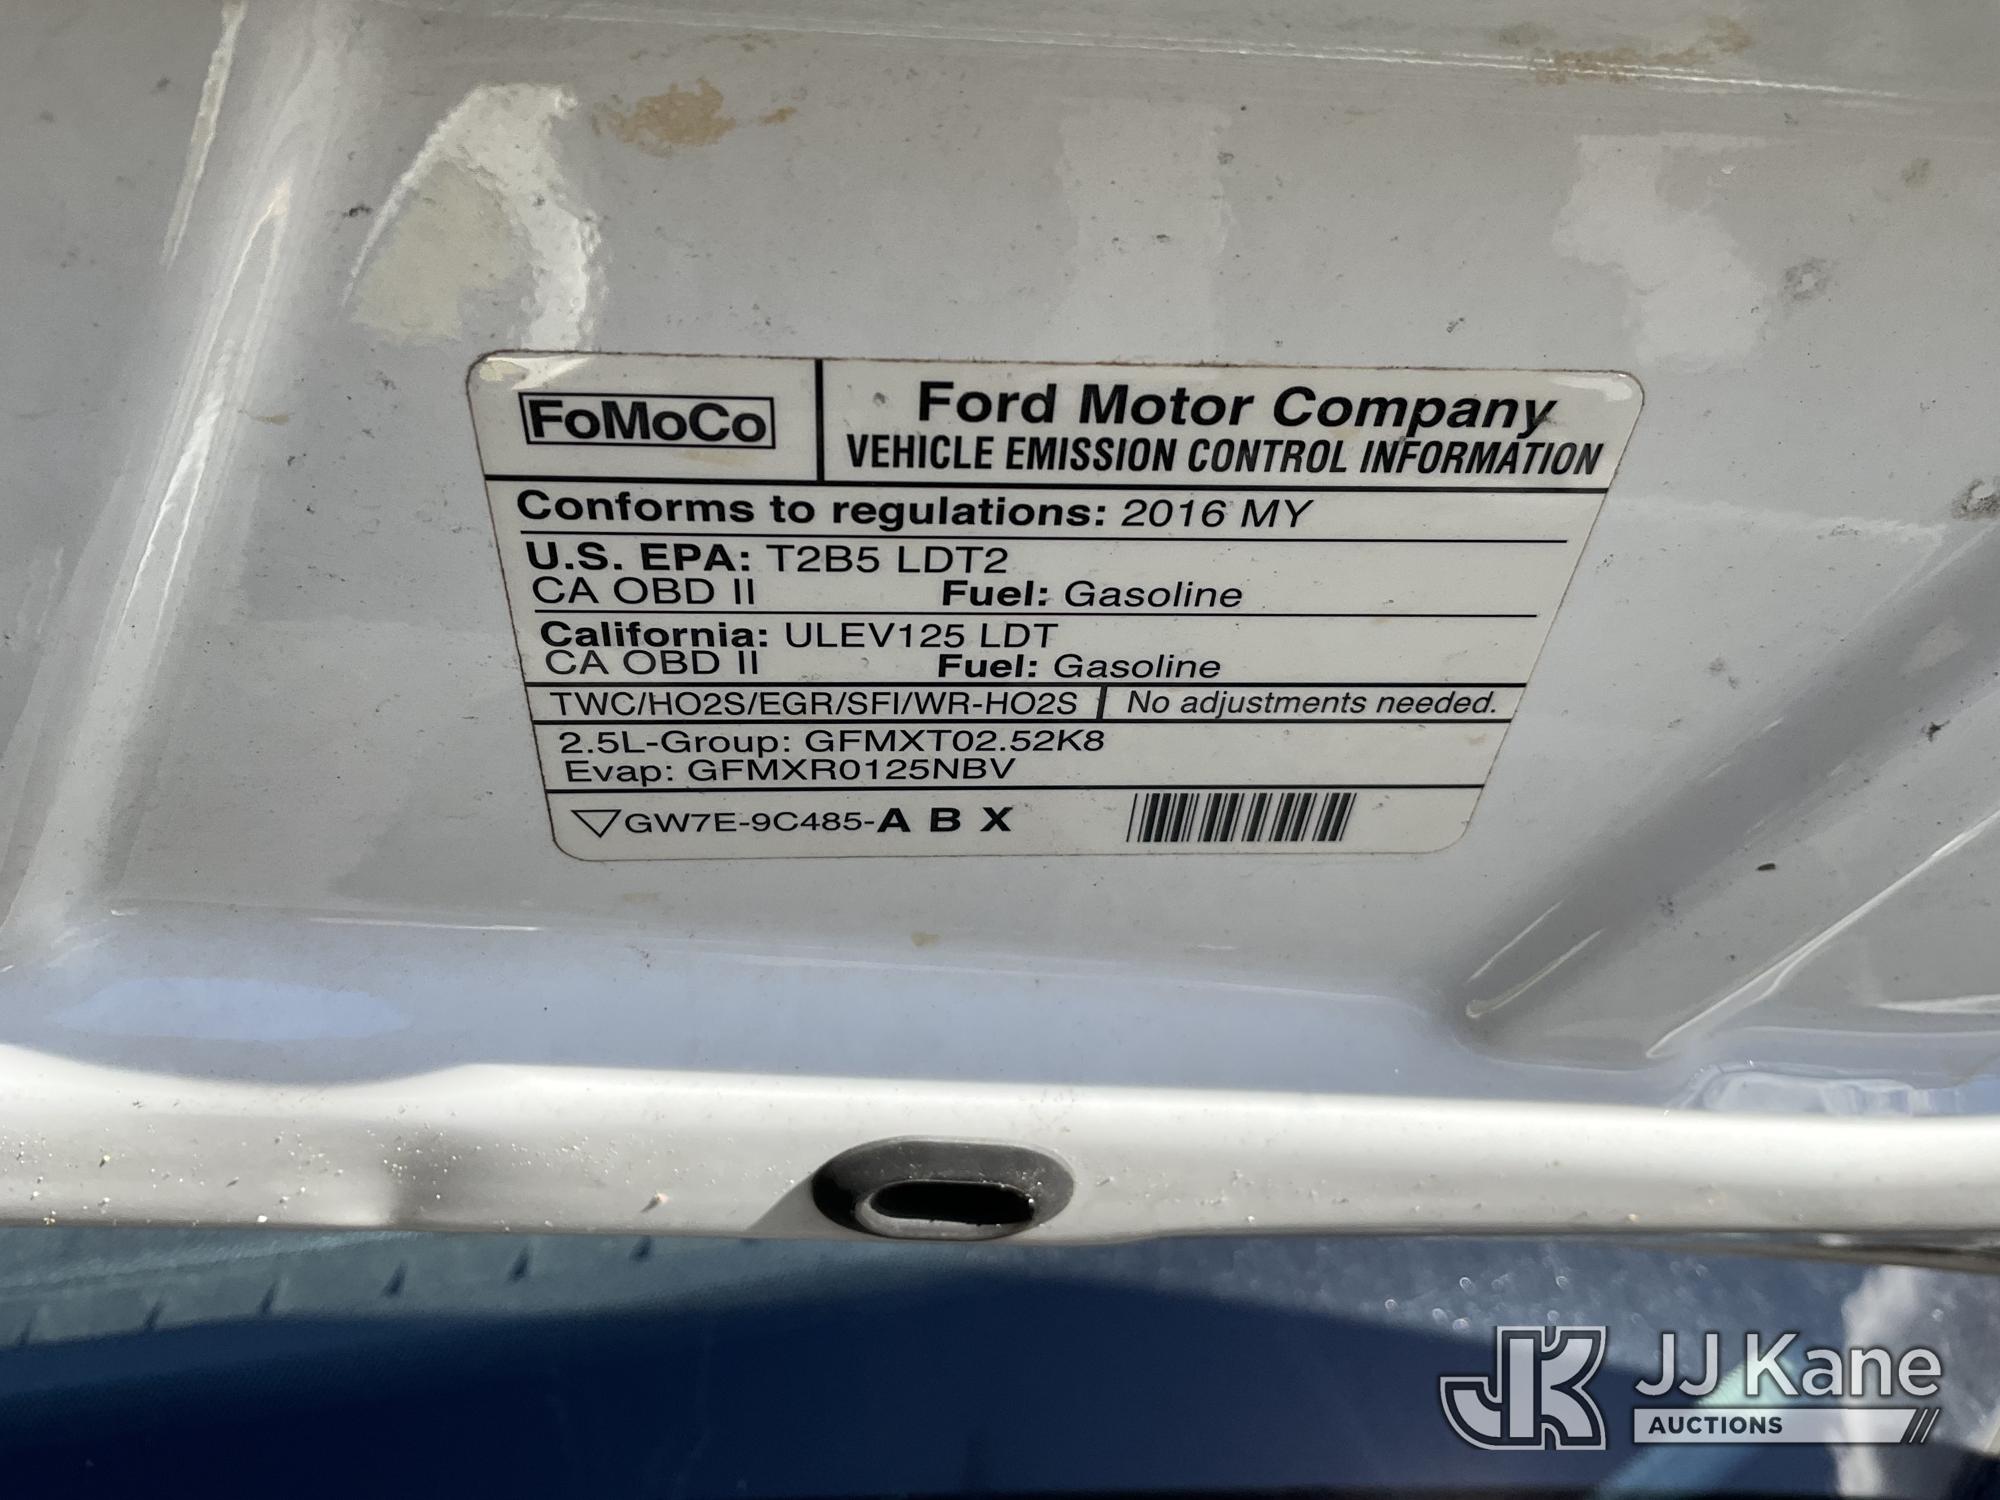 FoMoCo
Ford Motor Company
VEHICLE EMISSION CONTROL INFORMATION
Conforms to regulations: 2016 MY
U.S. EPA: T2B5 LDT2
CA OBD II Fuel: Gasoline
California: ULEV125 LDT
CA OBD II Fuel: Gasoline
TWC/HO2S/EGR/SFI/WR-HO2S No adjustments needed.
2.5L-Group: GFMXT02.52K8
Evap: GFMXR0125NBV
GW7E-9C485-A B X
JK JJ Kane
AUCTIONS